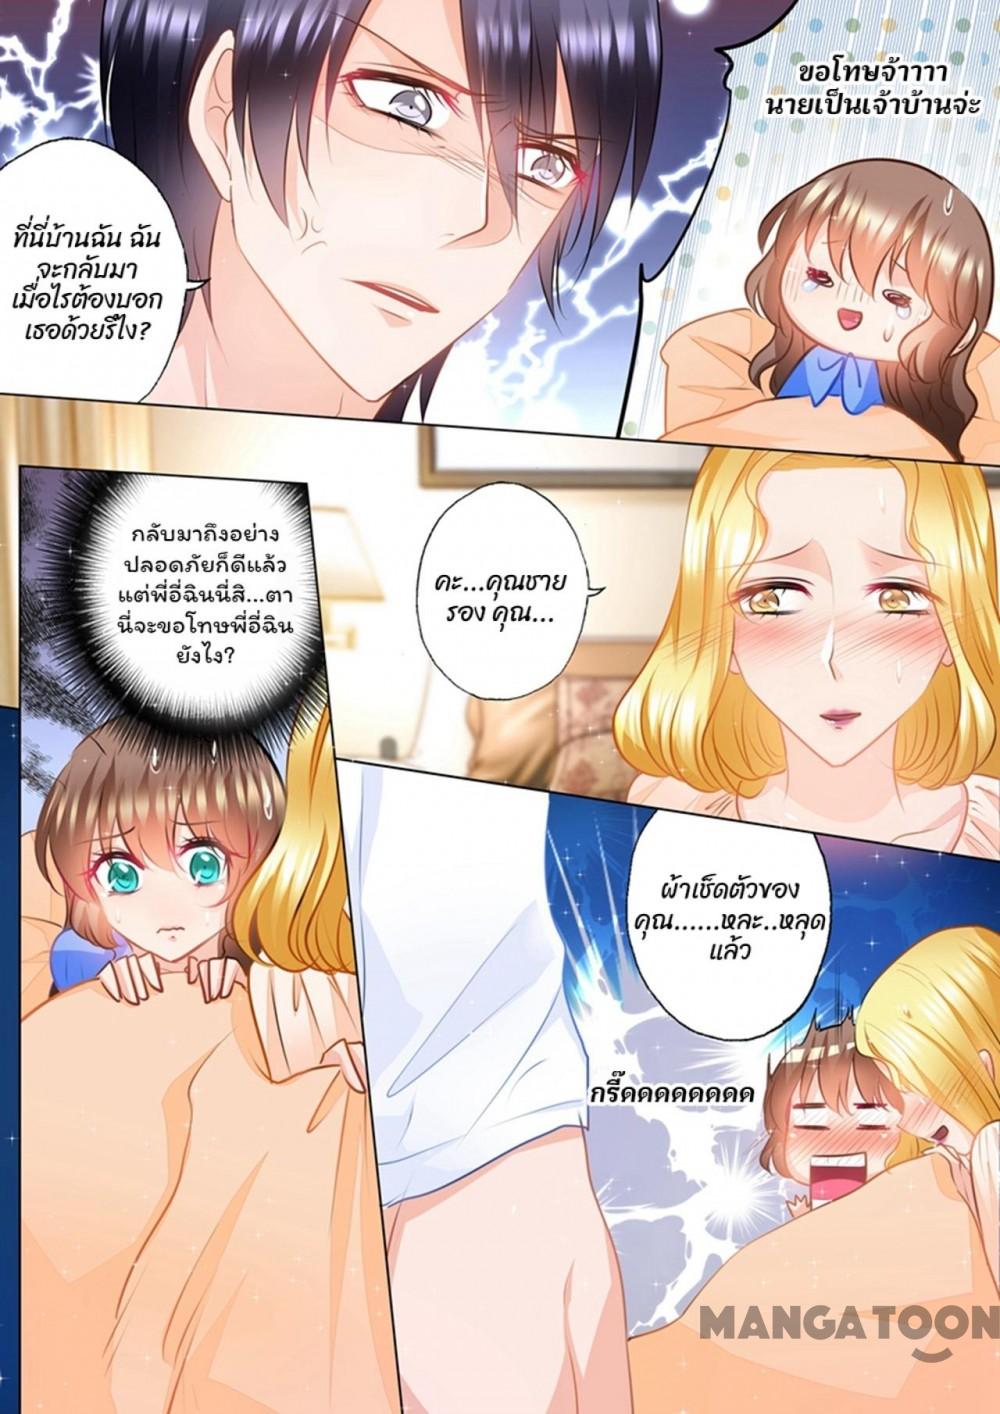 ขอโทษจ้าาาา
นายเป็นเจ้าบ้านจ่ะ
ที่นี่บ้านฉัน ฉัน
จะกลับมา
เมื่อไรต้องบอก
เธอด้วยรึไง?
กลับมาถึงอย่าง
ปลอดภัยก็ดีแล้ว
แต่พี่อี่ฉินนี่สิ...ตา
นี่จะขอโทษพี่อี่ฉิน
ยังไง?
คะ...คุณชาย
รอง คุณ...
ผ้าเช็ดตัวของ
คุณ......หละ..หลุด
แล้ว
กรี๊ดดดดดดดด
MANGATOON